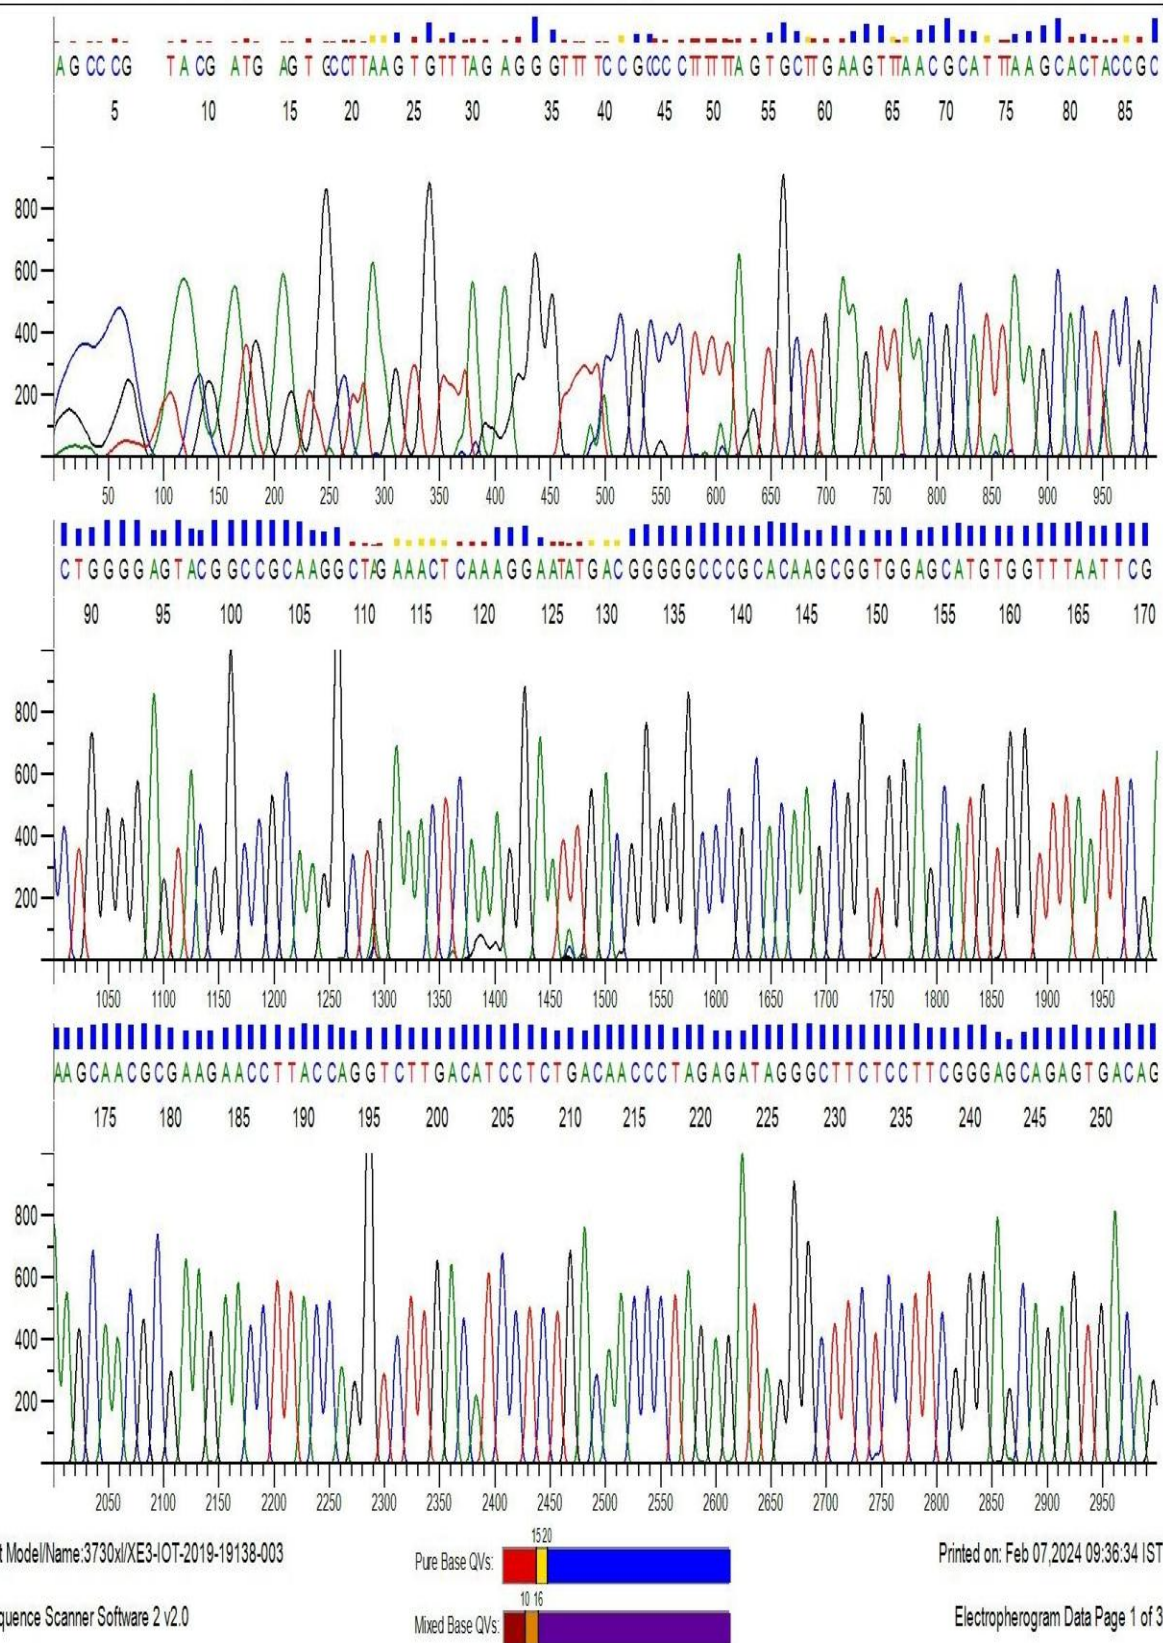 AGCCCG TACG ATG AGT GCCTTAAGTGTTTAGAGGGTTTTCCGCCCCTTTTTTAGTGCTTGAAGTTTAACGCATTTAAGCACTACCGC
5 10 15 20 25 30 35 40 45 50 55 60 65 70 75 80 85
800
600
400
200
50 100 150 200 250 300 350 400 450 500 550 600 650 700 750 800 850 900 950
CTGGGGAGTACGGCCGCAAGGCTAGAAACTCAAAGGAATATGACGGGGGCCCGCACAAGCGGTGGAGCATGTGGTTTAATTCG
90 95 100 105 110 115 120 125 130 135 140 145 150 155 160 165 170
800
600
400
200
1050 1100 1150 1200 1250 1300 1350 1400 1450 1500 1550 1600 1650 1700 1750 1800 1850 1900 1950
AAGCAACGCGAAGAACCTTACCAGGTCTTGACATCCTCTGACAACCCTAGAGATAGGGCTTCTCCTTCGGGAGCAGAGTGACAG
175 180 185 190 195 200 205 210 215 220 225 230 235 240 245 250
800
600
400
200
2050 2100 2150 2200 2250 2300 2350 2400 2450 2500 2550 2600 2650 2700 2750 2800 2850 2900 2950
t Model/Name:3730xl/XE3-IOT-2019-19138-003
15 20
Pure Base QVs:
Printed on: Feb 07,2024 09:36:34 IST
quence Scanner Software 2 v2.0
10 16
Mixed Base QVs:
Electropherogram Data Page 1 of 3